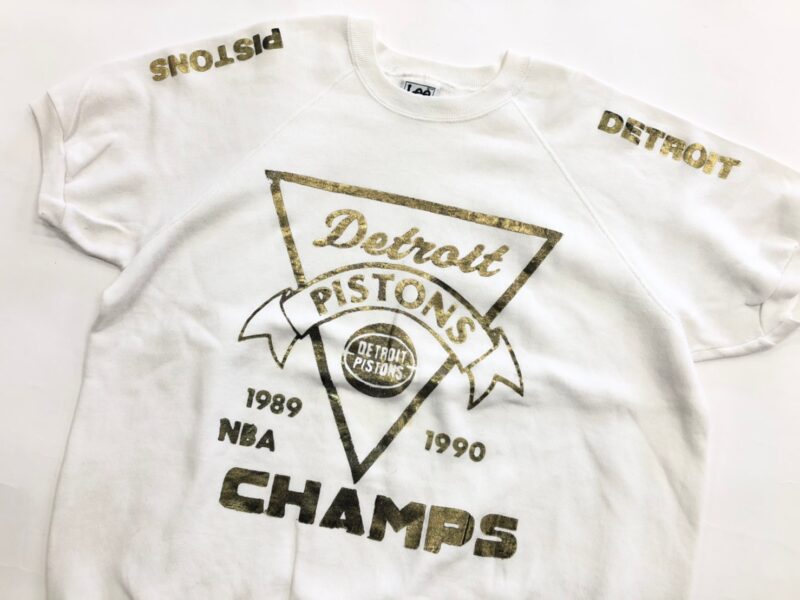 PISTONS
Lee
DETROIT
Detroit
PISTONS
DETROIT
PISTONS
1989
NBA
1990
CHAMPS